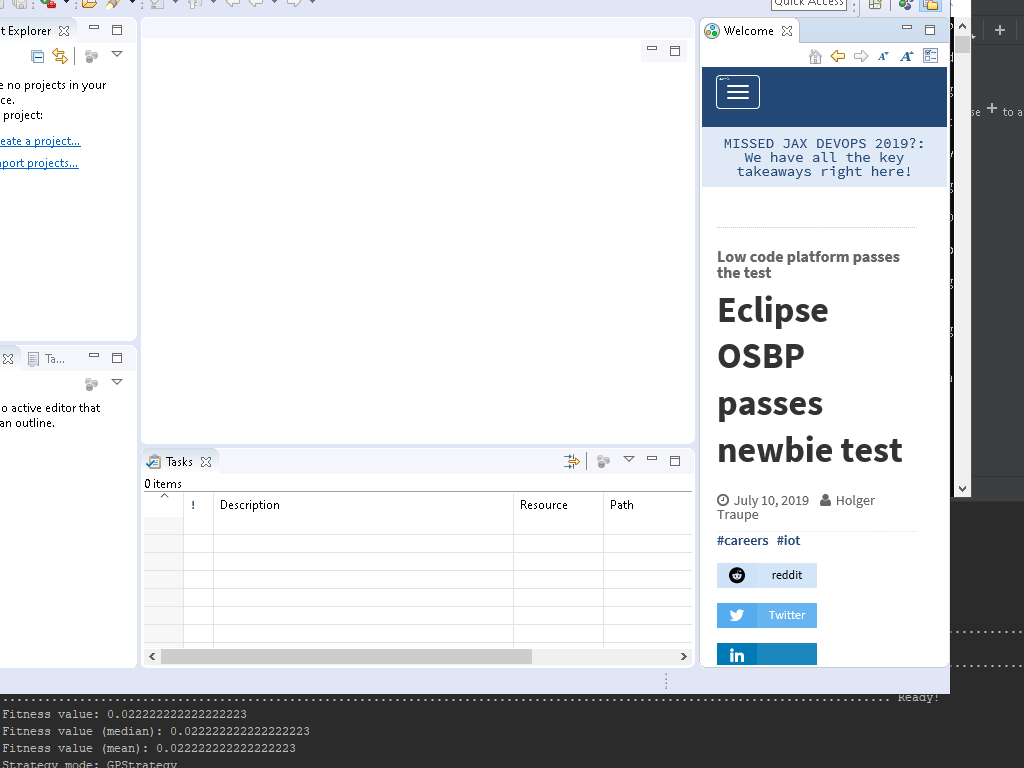 Quick Access
t Explorer
e no projects in your
ce.
project:
eate a project...
port projects...
Ta...
o active editor that
an outline.
Tasks
0 items
! Description Resource Path
Welcome
MISSED JAX DEVOPS 2019?:
We have all the key
takeaways right here!
Low code platform passes
the test
Eclipse
OSBP
passes
newbie test
July 10, 2019 Holger
Traupe
#careers #iot
reddit
Twitter
in
se + to a
Ready!
Fitness value: 0.022222222222222223
Fitness value (median): 0.022222222222222223
Fitness value (mean): 0.0222222222222222223
Strategy mode: GPStrategy